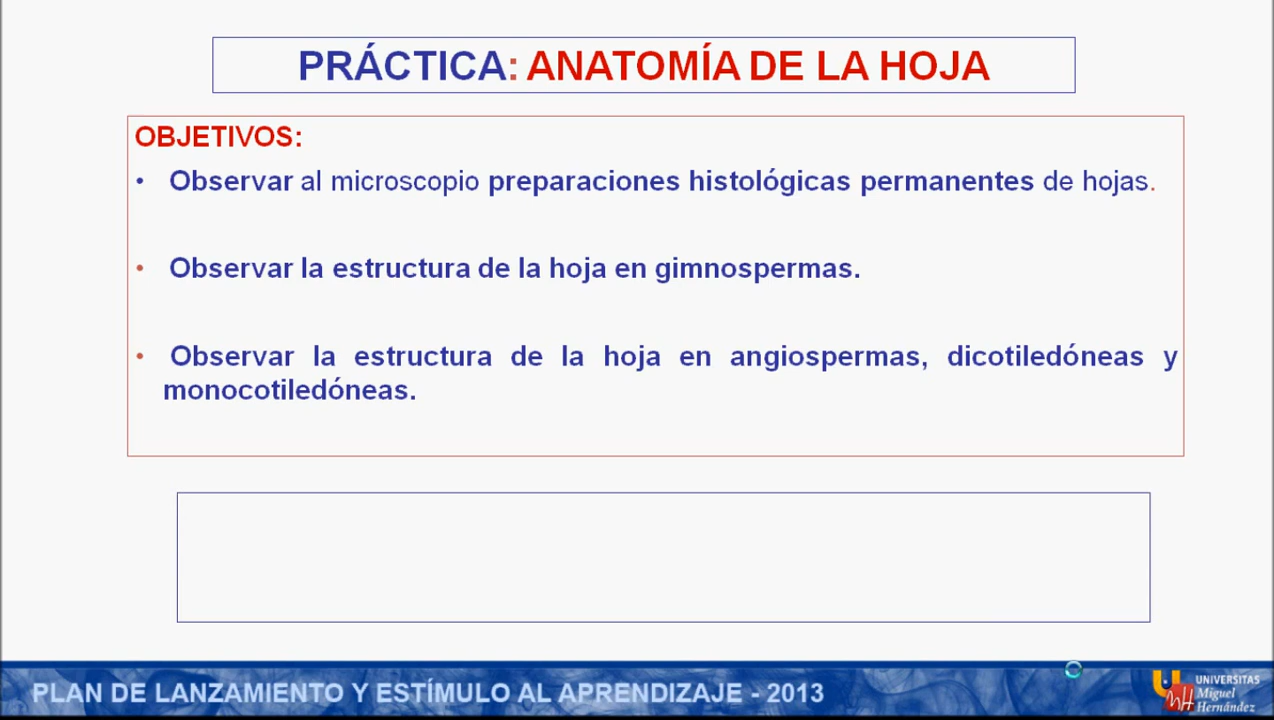 PRÁCTICA: ANATOMÍA DE LA HOJA
OBJETIVOS:
• Observar al microscopio preparaciones histológicas permanentes de hojas.
• Observar la estructura de la hoja en gimnospermas.
• Observar la estructura de la hoja en angiospermas, dicotiledóneas y
monocotiledóneas.
PLAN DE LANZAMIENTO Y ESTÍMULO AL APRENDIZAJE - 2013
UNIVERSITAS
Miguel
Hernández